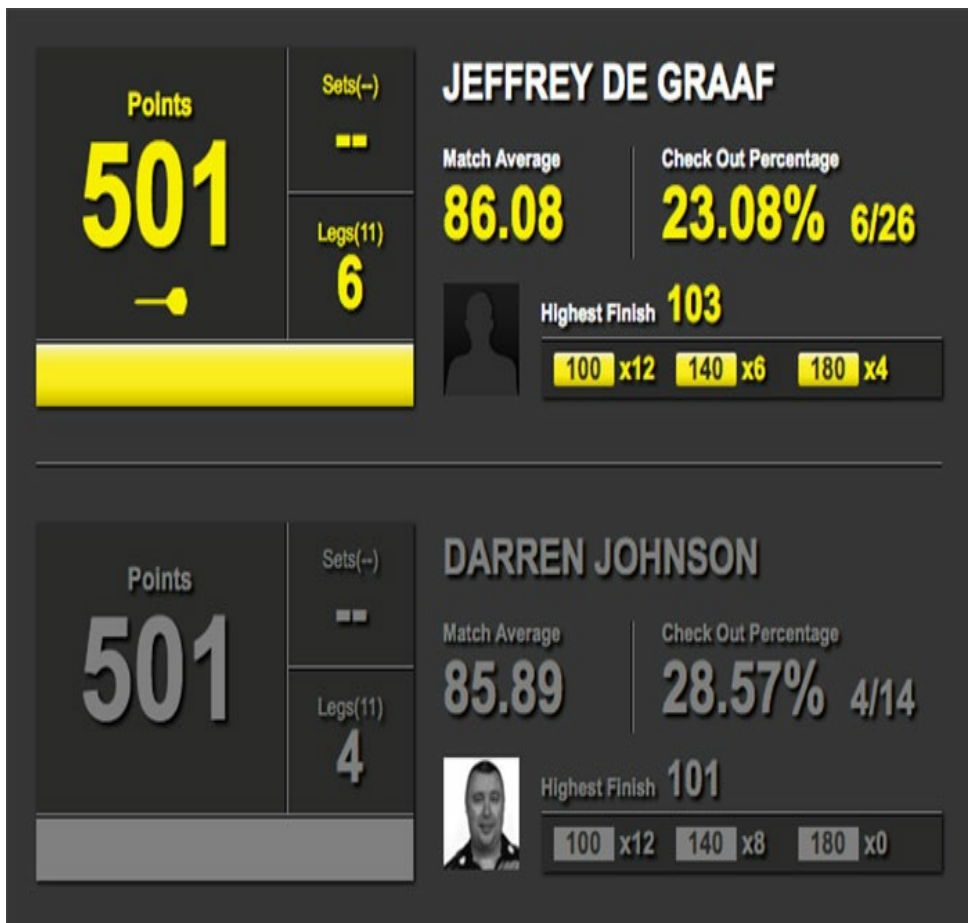 JEFFREY DE GRAAF
Points
501
Sets(--)
--
Legs(11)
6
Match Average
86.08
Check Out Percentage
23.08% 6/26
Highest Finish 103
100 x12 140 x6 180 x4
DARREN JOHNSON
Points
501
Sets(--)
--
Legs(11)
4
Match Average
85.89
Check Out Percentage
28.57% 4/14
Highest Finish 101
100 x12 140 x8 180 x0